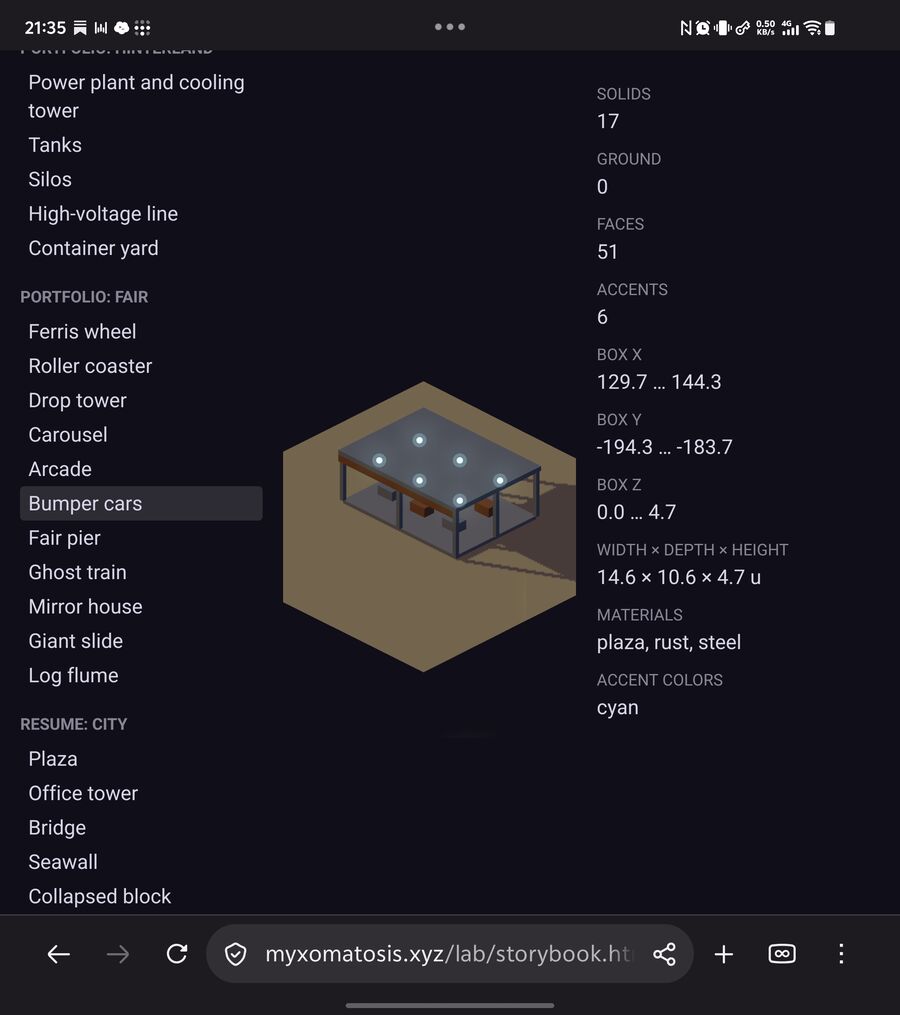 21:35
0.50
KB/s
4G
PORTFOLIO: HINTERLAND
Power plant and cooling
tower
Tanks
Silos
High-voltage line
Container yard
PORTFOLIO: FAIR
Ferris wheel
Roller coaster
Drop tower
Carousel
Arcade
Bumper cars
Fair pier
Ghost train
Mirror house
Giant slide
Log flume
RESUME: CITY
Plaza
Office tower
Bridge
Seawall
Collapsed block
SOLIDS
17
GROUND
0
FACES
51
ACCENTS
6
BOX X
129.7 … 144.3
BOX Y
-194.3 … -183.7
BOX Z
0.0 … 4.7
WIDTH × DEPTH × HEIGHT
14.6 × 10.6 × 4.7 u
MATERIALS
plaza, rust, steel
ACCENT COLORS
cyan
myxomatosis.xyz/lab/storybook.ht